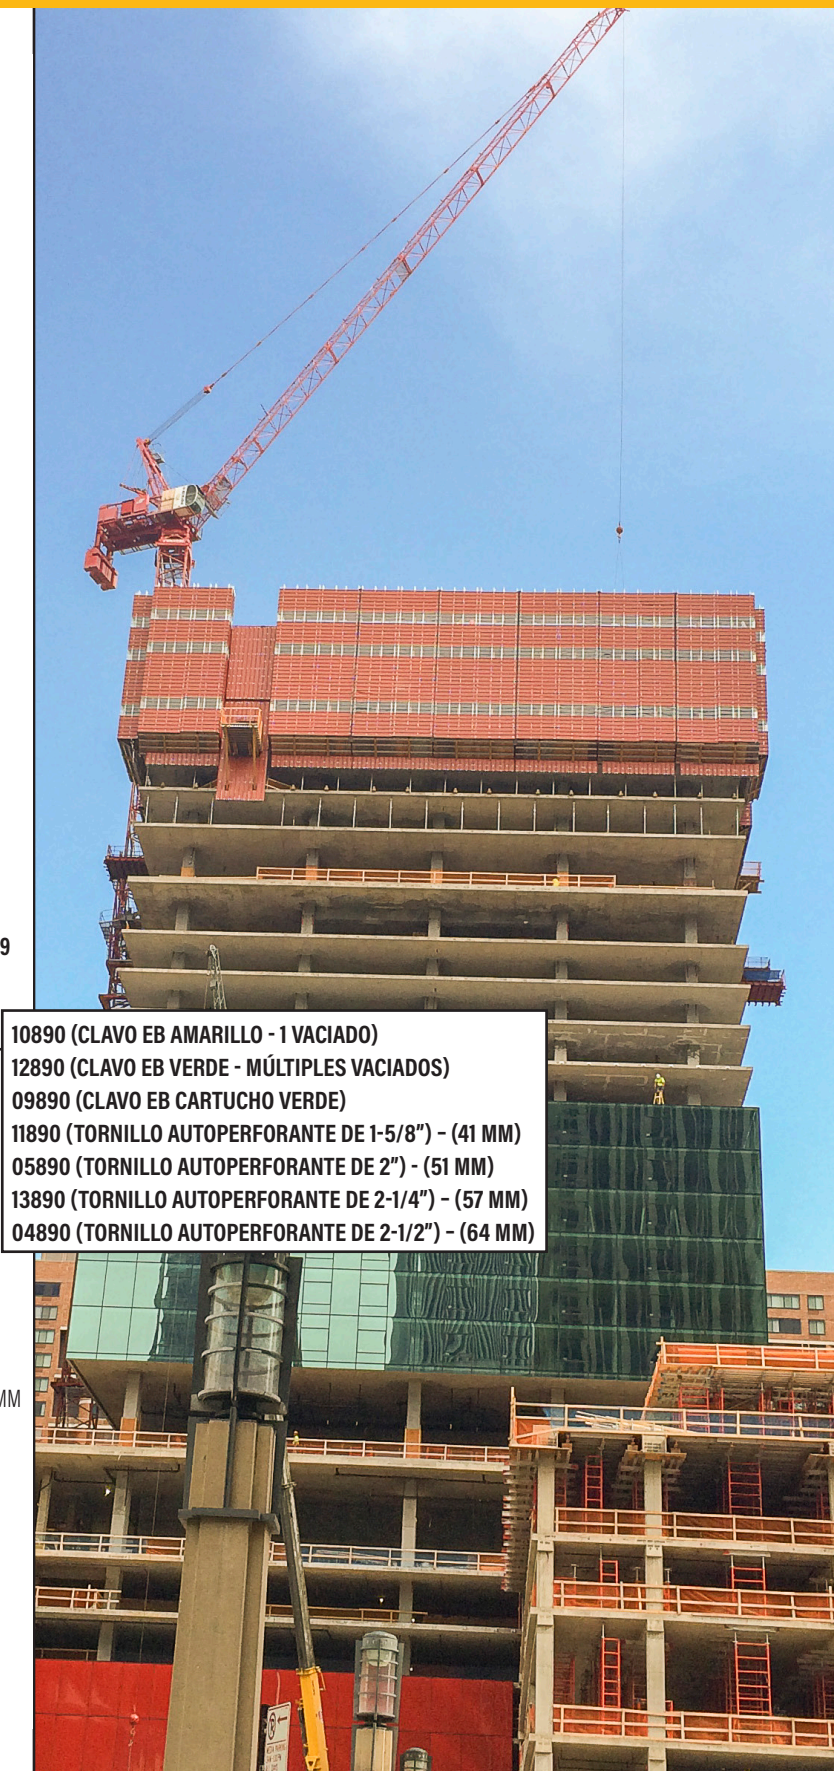 9
10890 (CLAVO EB AMARILLO - 1 VACIADO)
12890 (CLAVO EB VERDE - MÚLTIPLES VACIADOS)
09890 (CLAVO EB CARTUCHO VERDE)
11890 (TORNILLO AUTOPERFORANTE DE 1-5/8”) – (41 MM)
05890 (TORNILLO AUTOPERFORANTE DE 2”) - (51 MM)
13890 (TORNILLO AUTOPERFORANTE DE 2-1/4”) – (57 MM)
04890 (TORNILLO AUTOPERFORANTE DE 2-1/2”) – (64 MM)
MM